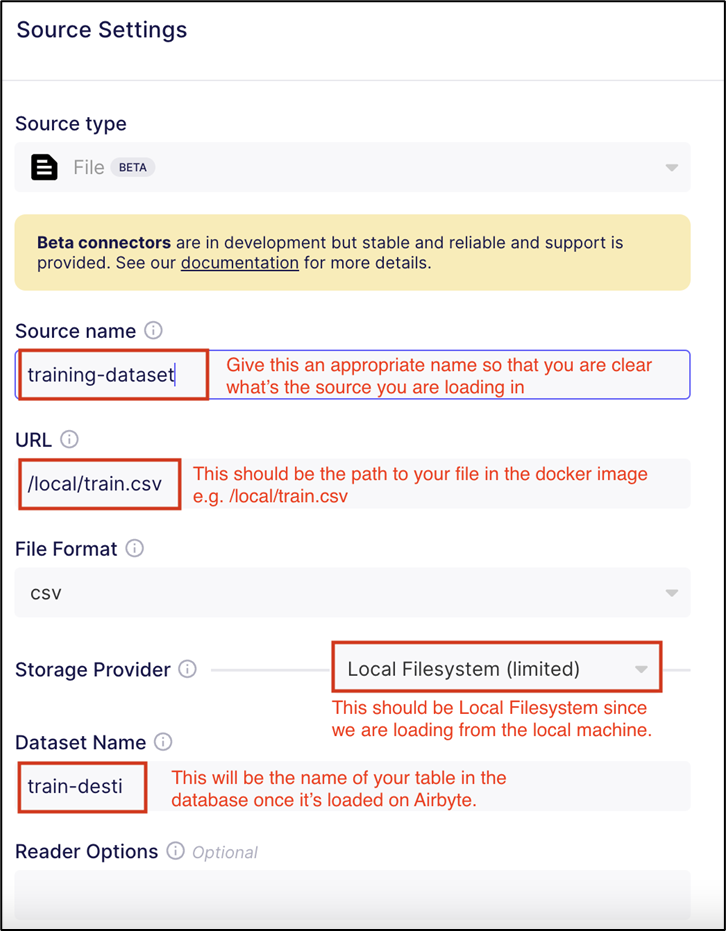 Source Settings
Source type
File BETA
Beta connectors are in development but stable and reliable and support is
provided. See our documentation for more details.
Source name
training-dataset
Give this an appropriate name so that you are clear
what's the source you are loading in
URL
/local/train.csv
This should be the path to your file in the docker image
e.g. /local/train.csv
File Format
csv
Storage Provider
Local Filesystem (limited)
This should be Local Filesystem since
we are loading from the local machine.
Dataset Name
train-desti
This will be the name of your table in the
database once it's loaded on Airbyte.
Reader Options Optional